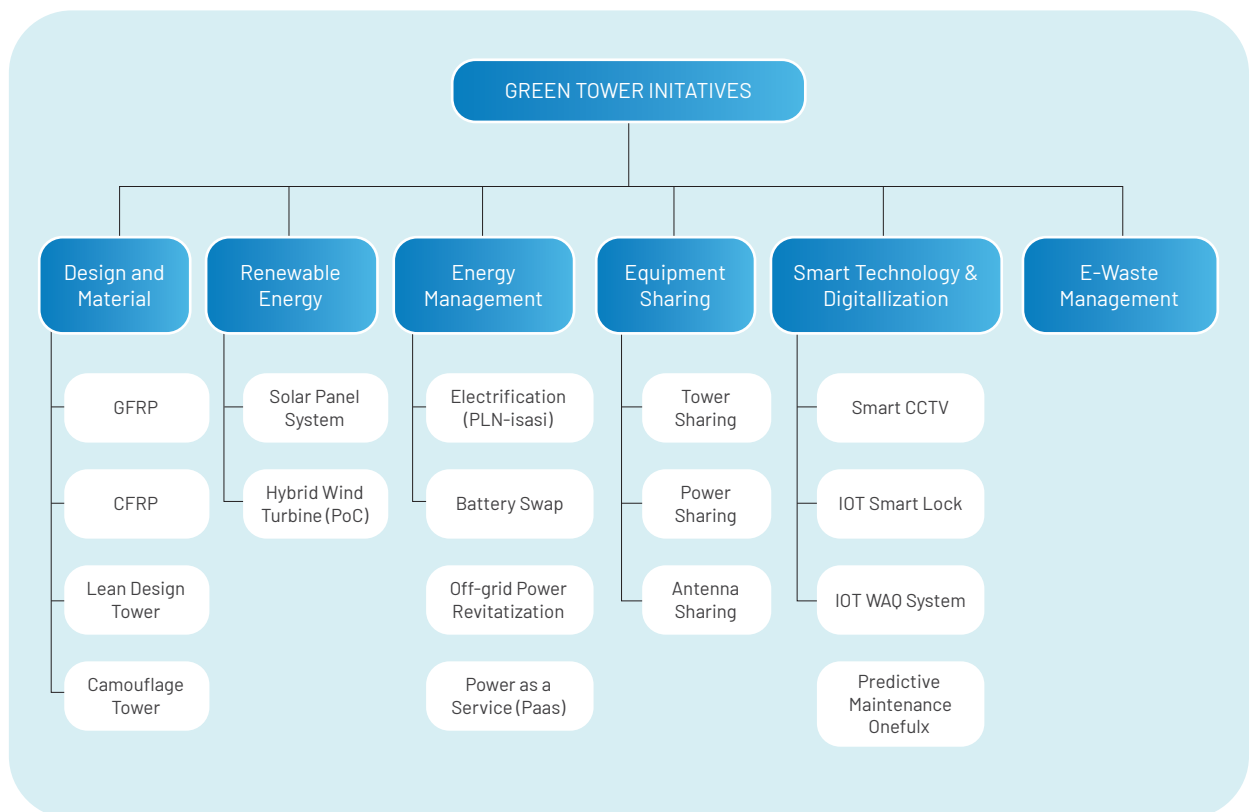 GREEN TOWER INITATIVES
Design and
Material
Renewable
Energy
Energy
Management
Equipment
Sharing
Smart Technology &
Digitallization
E-Waste
Management
GFRP
CFRP
Lean Design
Tower
Camouflage
Tower
Solar Panel
System
Hybrid Wind
Turbine (PoC)
Electrification
(PLN-isasi)
Battery Swap
Off-grid Power
Revitatization
Power as a
Service (Paas)
Tower
Sharing
Power
Sharing
Antenna
Sharing
Smart CCTV
IOT Smart Lock
IOT WAQ System
Predictive
Maintenance
Onefulx